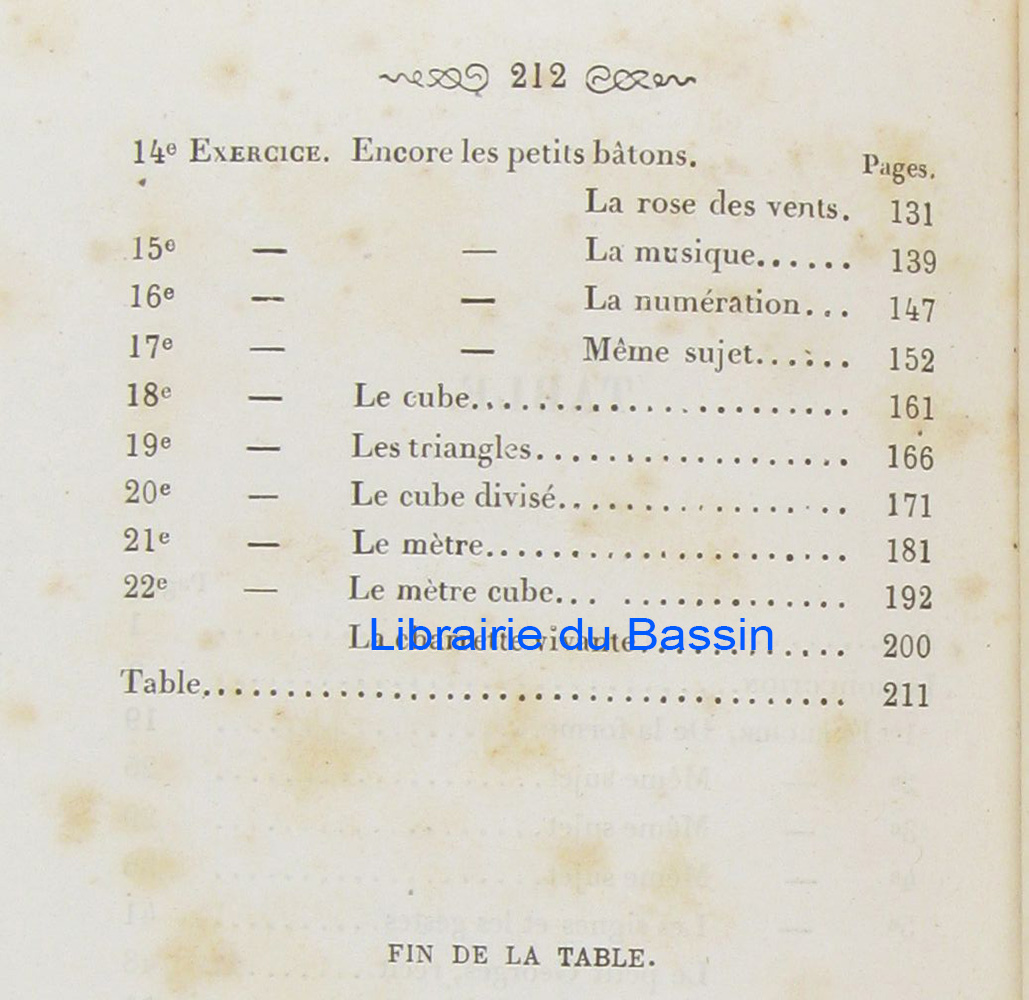 212
14e EXERCICE. Encore les petits bâtons.
Pages.
La rose des vents. 131
15e — — La musique...... 139
16e — — La numération... 147
17e — — Même sujet...... 152
18e — Le cube....................... 161
19e — Les triangles................... 166
20e — Le cube divisé.................. 171
21e — Le mètre...................... 181
22e — Le mètre cube... ............ 192
La vivante............. 200
Librairie du Bassin
Table....................................... 211
FIN DE LA TABLE.